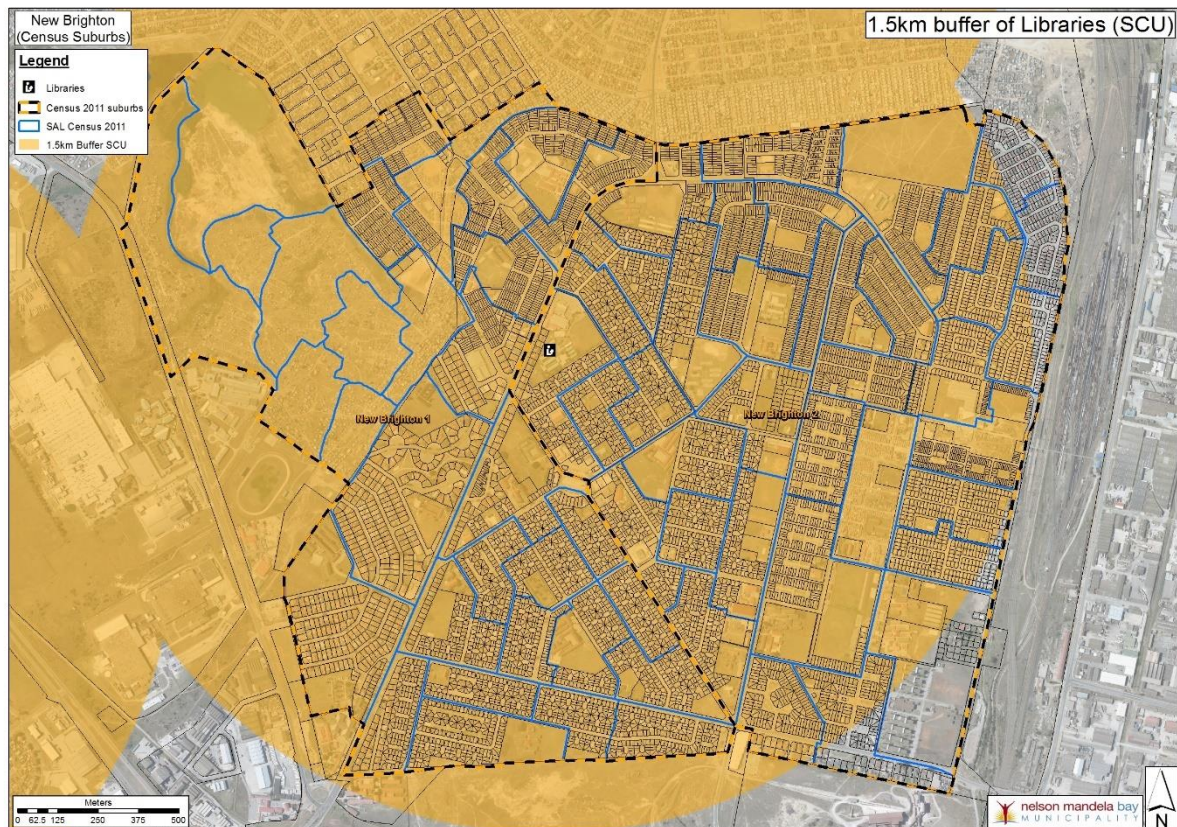 New Brighton
(Census Suburbs)
1.5km buffer of Libraries (SCU)
Legend
Libraries
Census 2011 suburbs
SAL Census 2011
1.5km Buffer SCU
New Brighton 1
New Brighton 2
Meters
0 62.5 125 250 375 500
nelson mandela bay
MUNICIPALITY
N